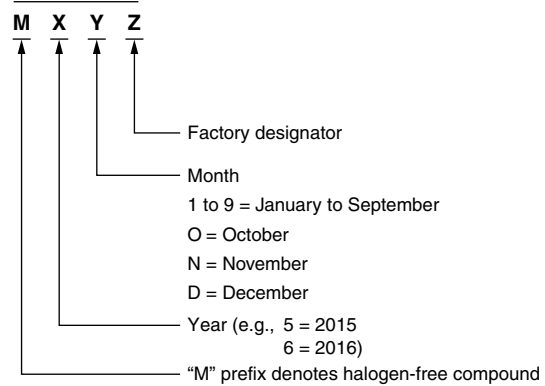 M X Y Z
Factory designator
Month
1 to 9 = January to September
O = October
N = November
D = December
Year (e.g., 5 = 2015
6 = 2016)
“M” prefix denotes halogen-free compound